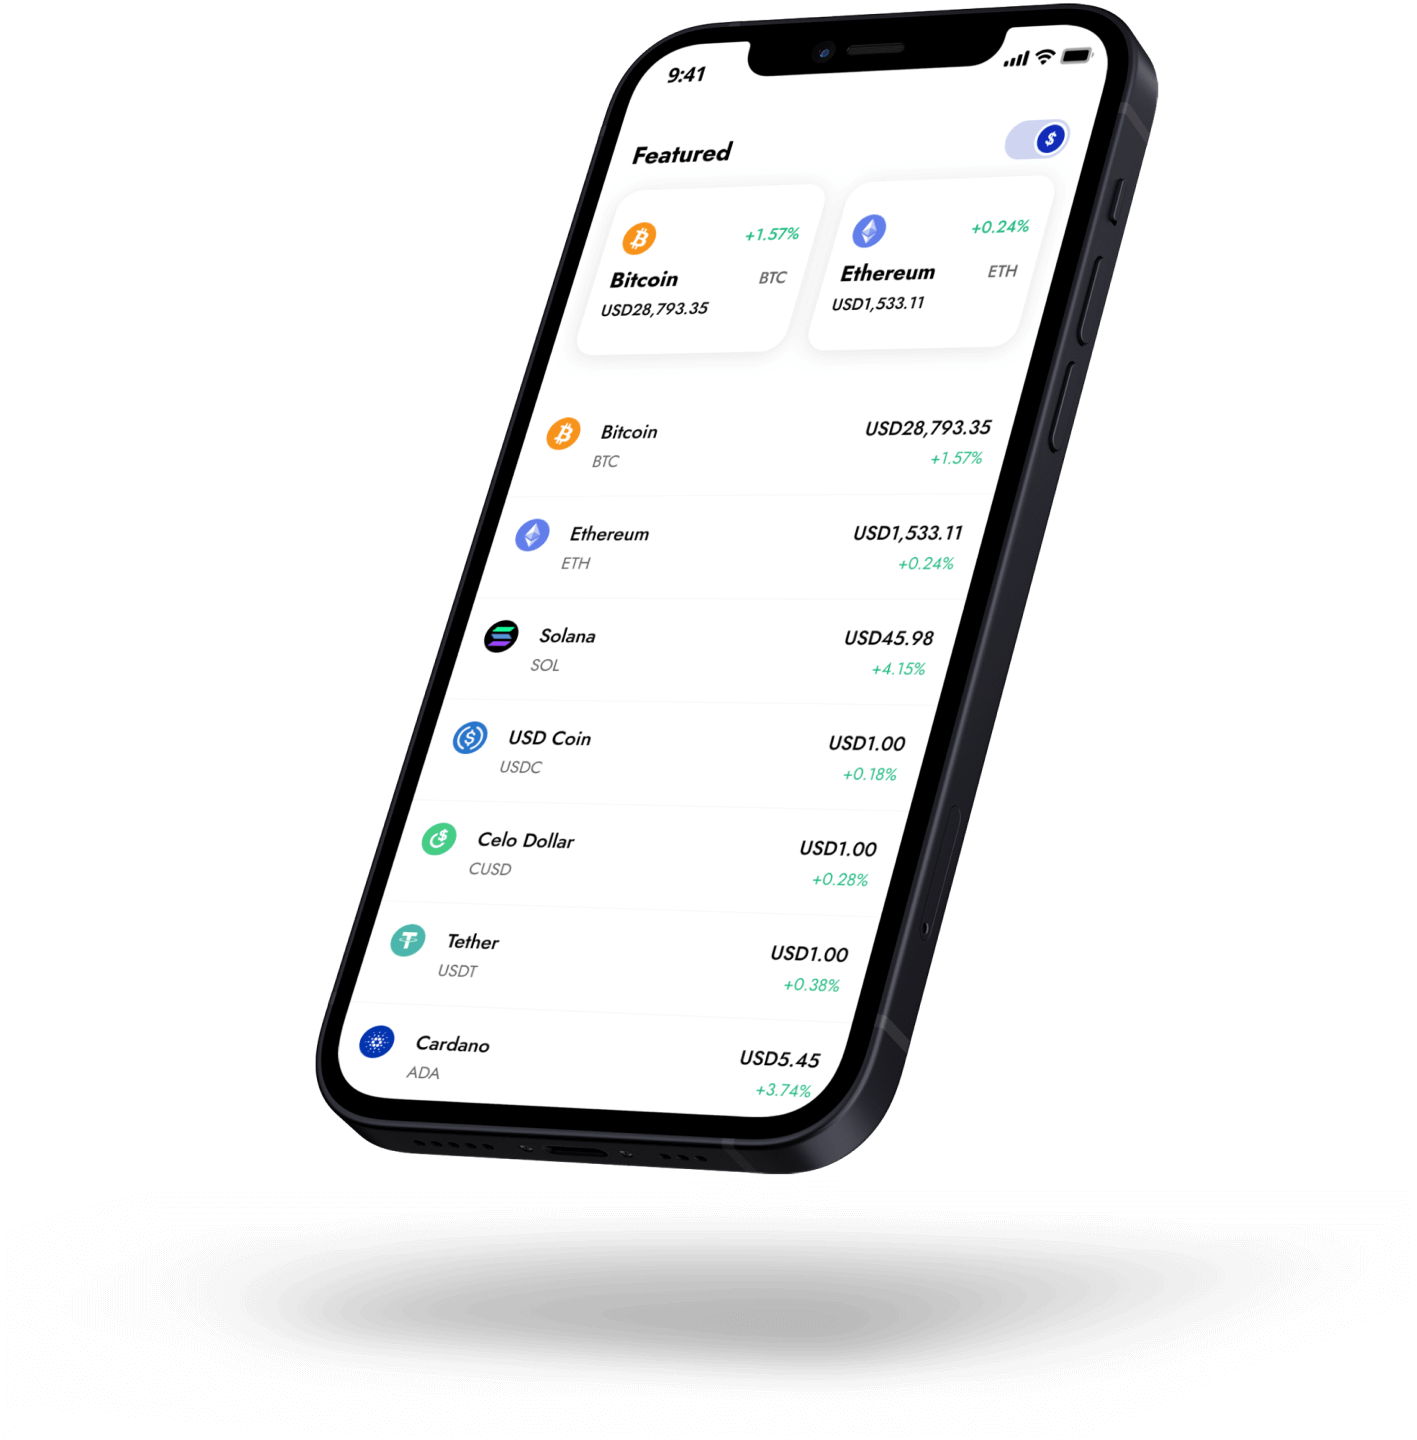 9:41
Featured
$
+1.57%
Bitcoin BTC
USD28,793.35
+0.24%
Ethereum ETH
USD1,533.11
Bitcoin USD28,793.35
BTC +1.57%
Ethereum USD1,533.11
ETH +0.24%
Solana USD45.98
SOL +4.15%
USD Coin USD1.00
USDC +0.18%
Celo Dollar USD1.00
CUSD +0.28%
Tether USD1.00
USDT +0.38%
Cardano USD5.45
ADA +3.74%